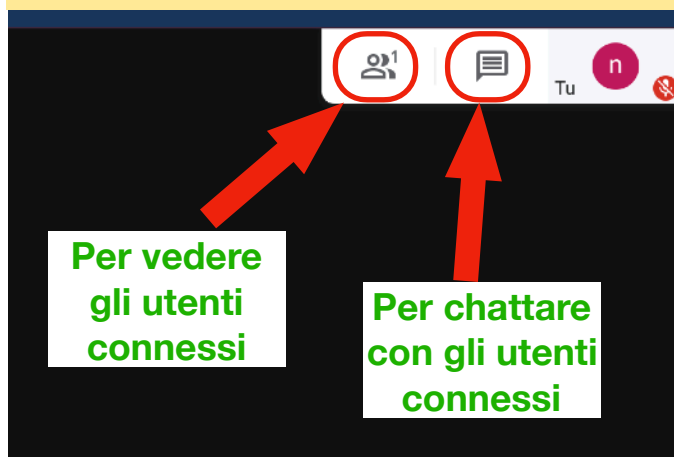 1
Tu
n
Per vedere
gli utenti
connessi
Per chattare
con gli utenti
connessi